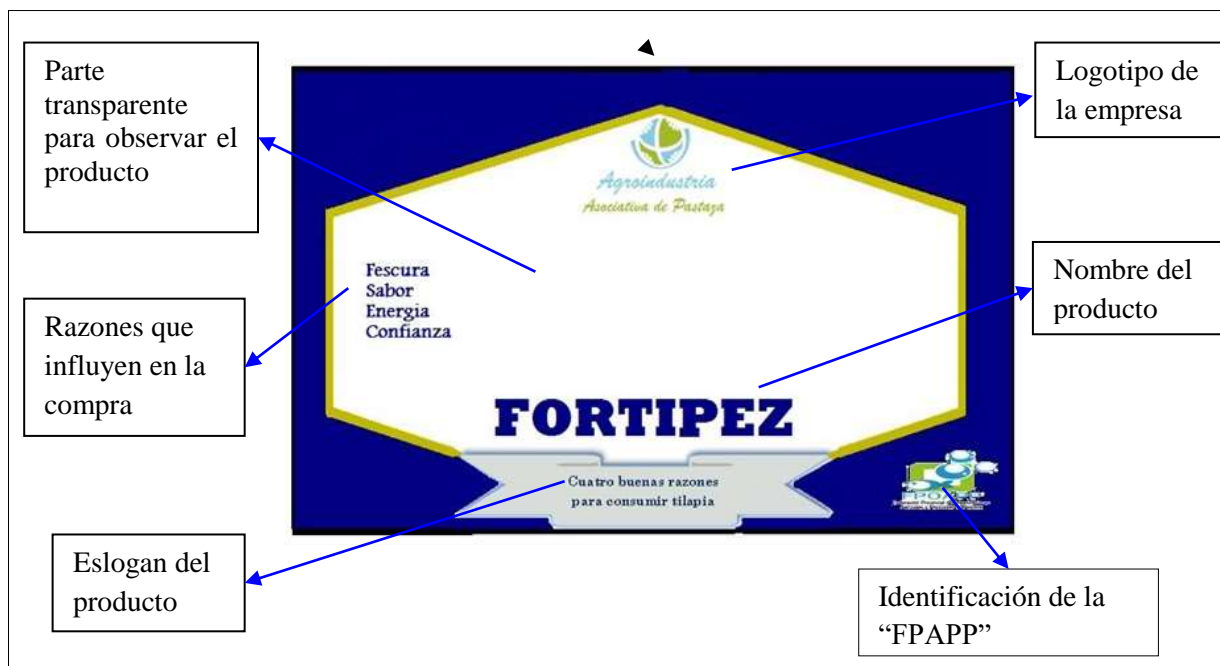 Parte
transparente
para observar el
producto
Logotipo de
la empresa
Agroindustria
Asociativa de Pastaza
Fescura
Sabor
Energia
Confianza
Nombre del
producto
Razones que
influyen en la
compra
FORTIPEZ
Cuatro buenas razones
para consumir tilapia
Eslogan del
producto
Identificación de la
“FPAPP”